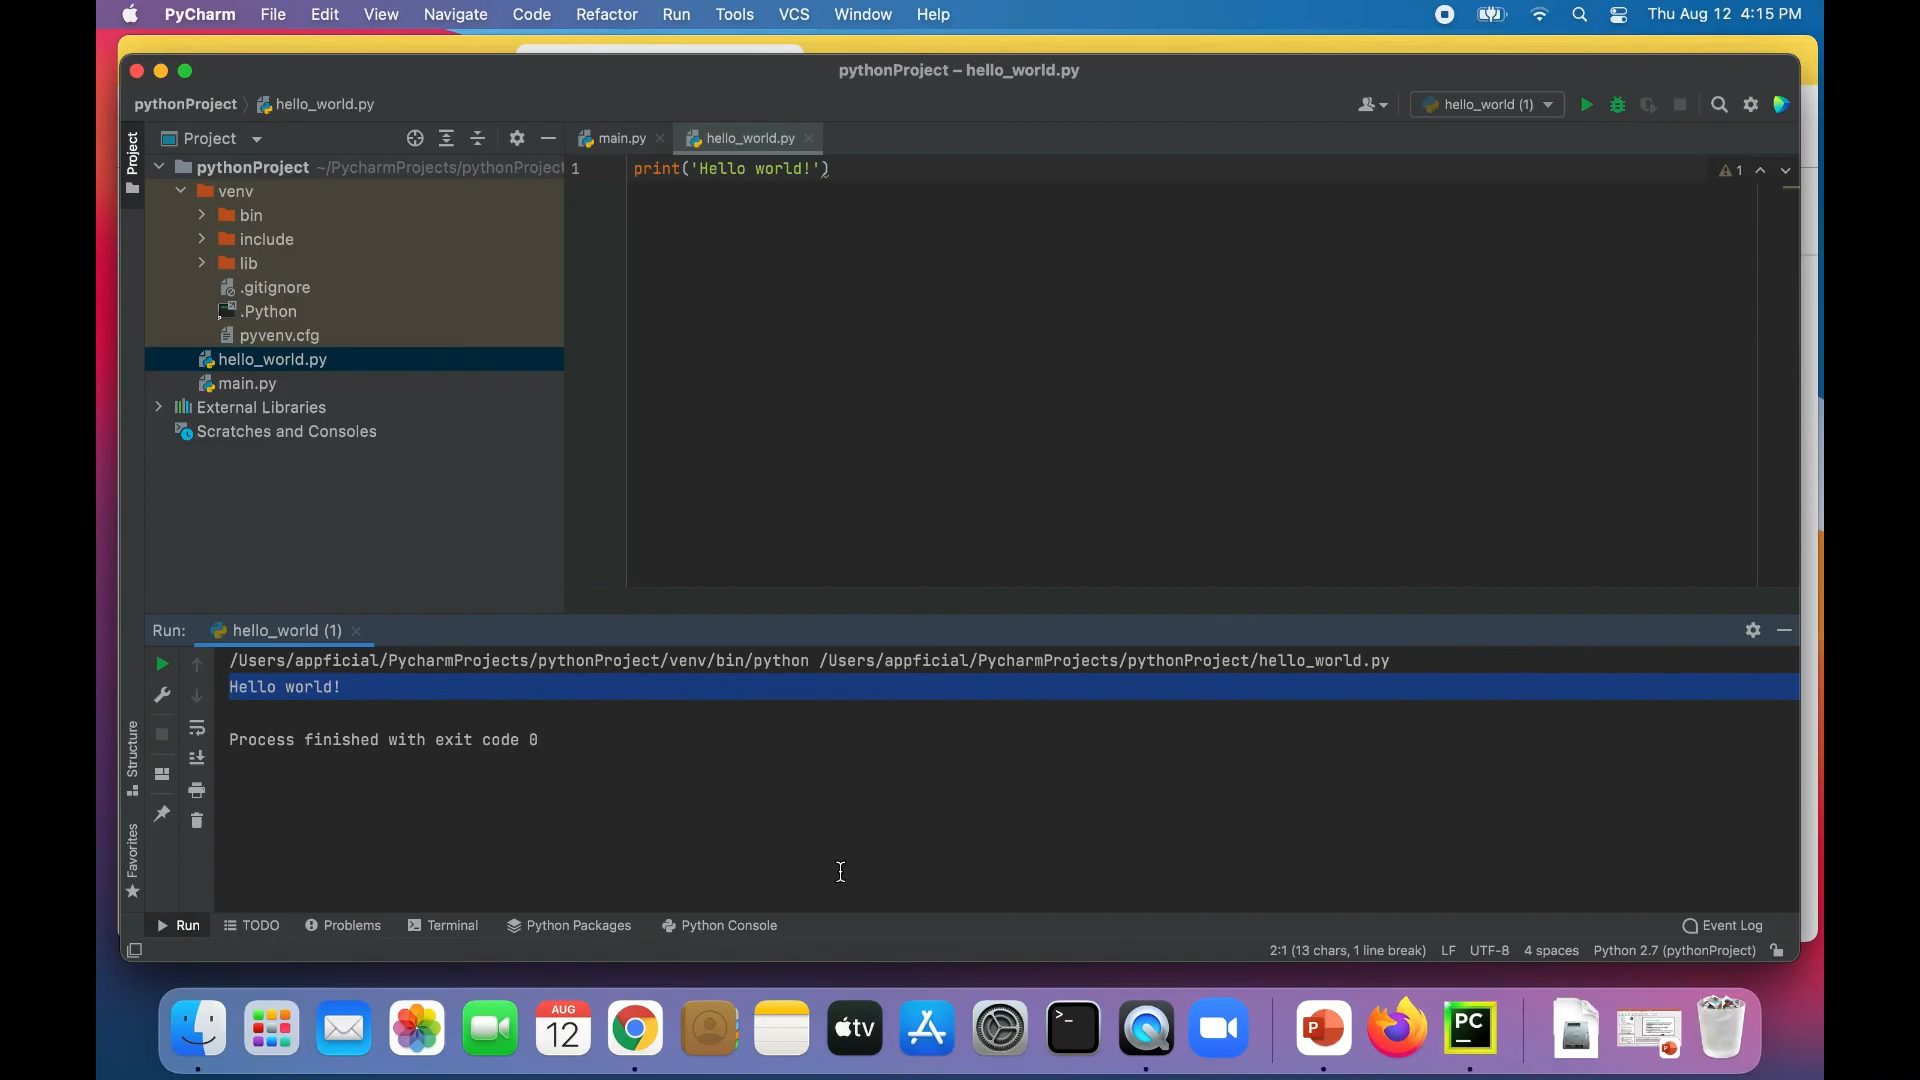 PyCharm File Edit View Navigate Code Refactor Run Tools VCS Window Help Thu Aug 12 4:15 PM
pythonProject – hello_world.py
pythonProject hello_world.py hello_world (1)
Project main.py hello_world.py
Project
pythonProject ~/PycharmProjects/pythonProject 1 print('Hello world!') 1
venv
bin
include
lib
.gitignore
.Python
pyvenv.cfg
hello_world.py
main.py
External Libraries
Scratches and Consoles
Run: hello_world (1)
/Users/appficial/PycharmProjects/pythonProject/venv/bin/python /Users/appficial/PycharmProjects/pythonProject/hello_world.py
Hello world!
Process finished with exit code 0
Structure
Favorites
Run TODO Problems Terminal Python Packages Python Console Event Log
2:1 (13 chars, 1 line break) LF UTF-8 4 spaces Python 2.7 (pythonProject)
AUG
12
tv
>_
P
PC